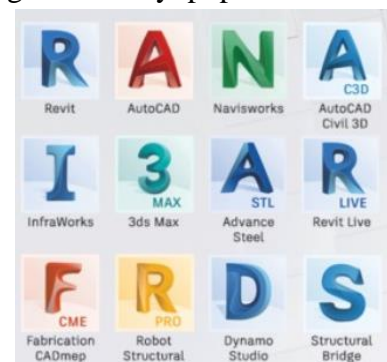 R A N A
C3D
Revit AutoCAD Navisworks AutoCAD
Civil 3D
I 3 A R
MAX STL LIVE
InfraWorks 3ds Max Advance Revit Live
Steel
F R D S
CME PRO
Fabrication Robot Dynamo Structural
CADmep Structural Studio Bridge